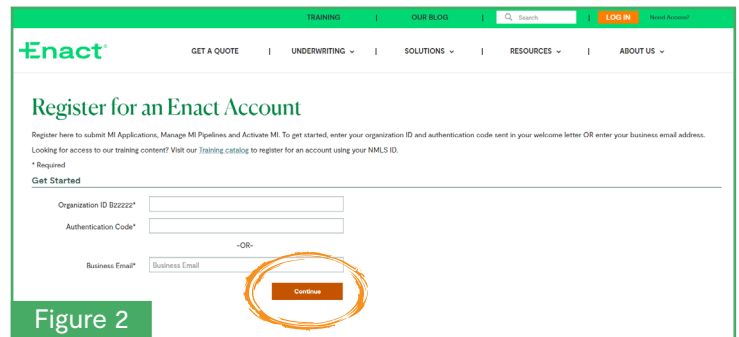 TRAINING | OUR BLOG | Search | LOG IN Need Access?
Enact GET A QUOTE | UNDERWRITING | SOLUTIONS | RESOURCES | ABOUT US
Register for an Enact Account
Register here to submit MI Applications, Manage MI Pipelines and Activate MI. To get started, enter your organization ID and authentication code sent in your welcome letter OR enter your business email address.
Looking for access to our training content? Visit our Training catalog to register for an account using your NMLS ID.
* Required
Get Started
Organization ID B22222*
Authentication Code*
-OR-
Business Email* Business Email
Continue
Figure 2